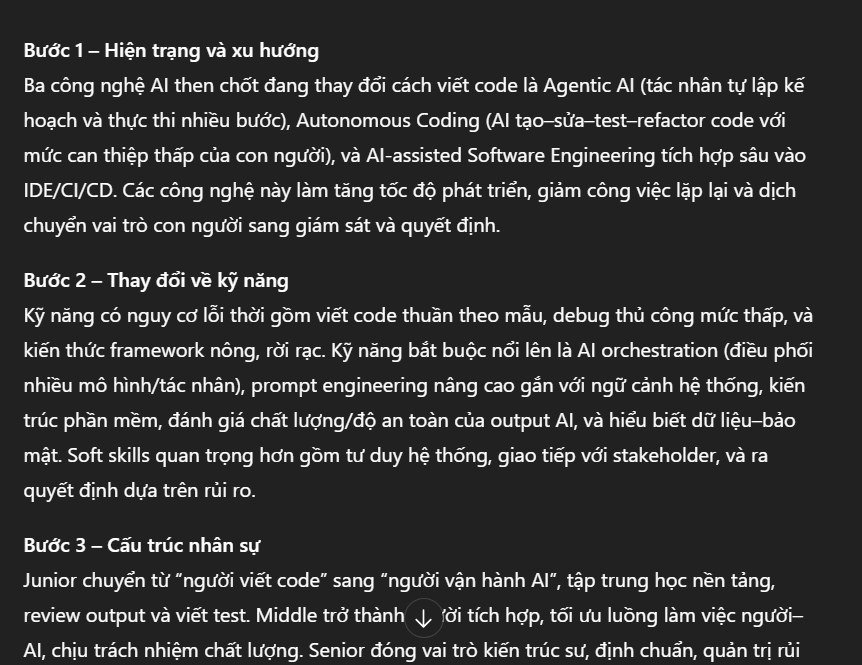 Bước 1 – Hiện trạng và xu hướng
Ba công nghệ AI then chốt đang thay đổi cách viết code là Agentic AI (tác nhân tự lập kế
hoạch và thực thi nhiều bước), Autonomous Coding (AI tạo–sửa–test–refactor code với
mức can thiệp thấp của con người), và AI-assisted Software Engineering tích hợp sâu vào
IDE/CI/CD. Các công nghệ này làm tăng tốc độ phát triển, giảm công việc lặp lại và dịch
chuyển vai trò con người sang giám sát và quyết định.
Bước 2 – Thay đổi về kỹ năng
Kỹ năng có nguy cơ lỗi thời gồm viết code thuần theo mẫu, debug thủ công mức thấp, và
kiến thức framework nông, rời rạc. Kỹ năng bắt buộc nổi lên là AI orchestration (điều phối
nhiều mô hình/tác nhân), prompt engineering nâng cao gắn với ngữ cảnh hệ thống, kiến
trúc phần mềm, đánh giá chất lượng/độ an toàn của output AI, và hiểu biết dữ liệu–bảo
mật. Soft skills quan trọng hơn gồm tư duy hệ thống, giao tiếp với stakeholder, và ra
quyết định dựa trên rủi ro.
Bước 3 – Cấu trúc nhân sự
Junior chuyển từ “người viết code” sang “người vận hành AI”, tập trung học nền tảng,
review output và viết test. Middle trở thành tích hợp, tối ưu luồng làm việc người–
AI, chịu trách nhiệm chất lượng. Senior đóng vai trò kiến trúc sư, định chuẩn, quản trị rủi